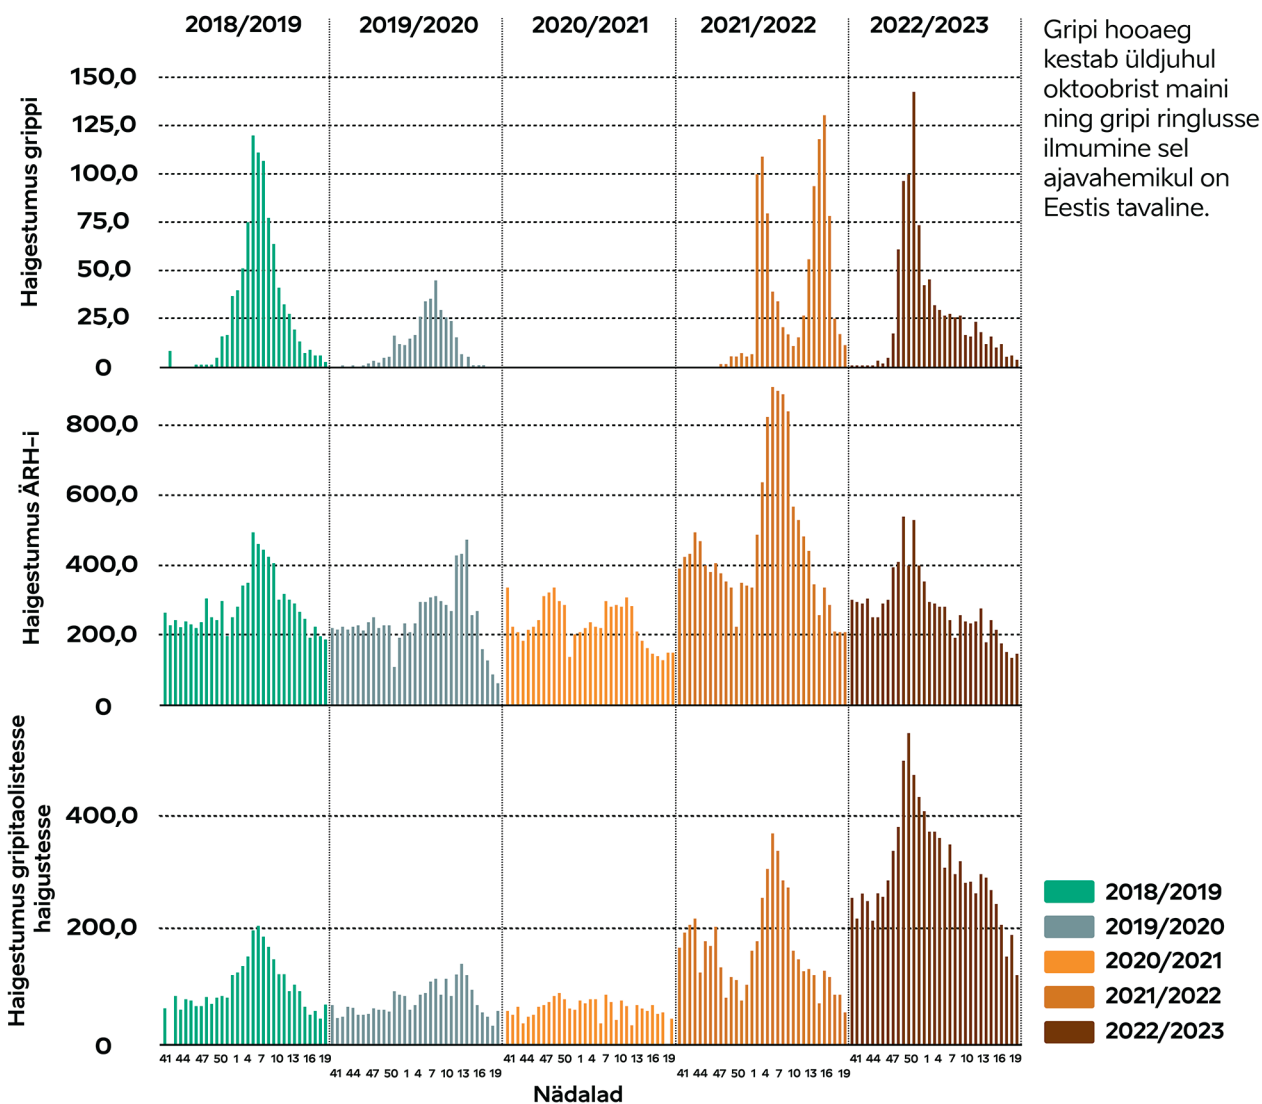 2018/2019
2019/2020
2020/2021
2021/2022
2022/2023
Gripi hooaeg
kestab üldjuhul
oktoobrist maini
ning gripi ringlusse
ilmumine sel
ajavahemikul on
Eestis tavaline.
Haigestumus grippi
150,0
125,0
100,0
75,0
50,0
25,0
0
Haigestumus ÄRH-i
800,0
600,0
400,0
200,0
0
Haigestumus gripitaolistesse
haigustesse
400,0
200,0
0
41 44 47 50 1 4 7 10 13 16 19
41 44 47 50 1 4 7 10 13 16 19
41 44 47 50 1 4 7 10 13 16 19
41 44 47 50 1 4 7 10 13 16 19
41 44 47 50 1 4 7 10 13 16 19
Nädalad
2018/2019
2019/2020
2020/2021
2021/2022
2022/2023